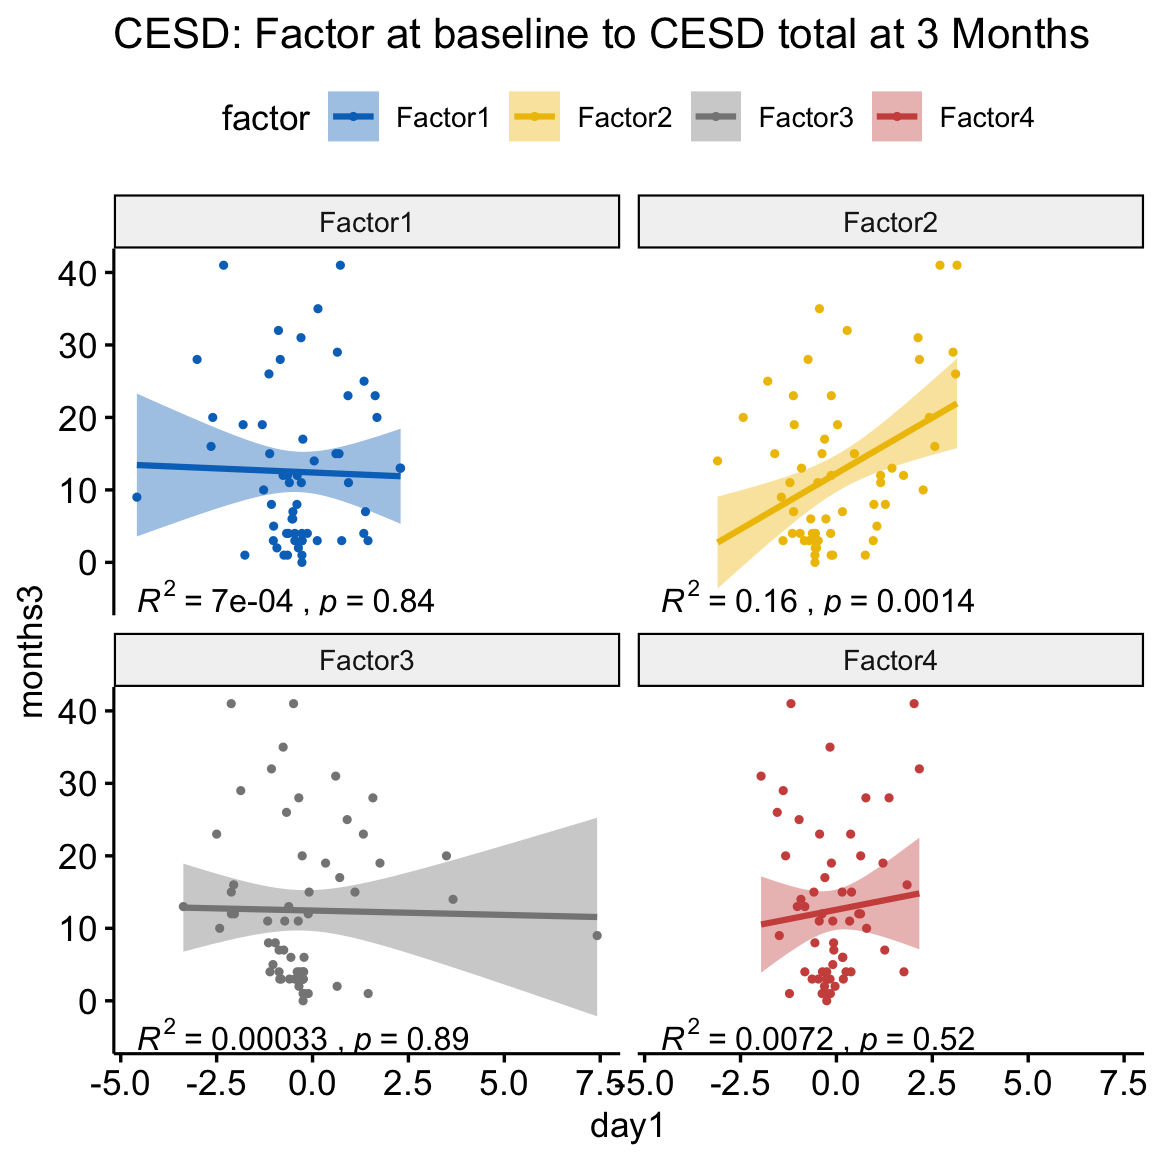 CESD: Factor at baseline to CESD total at 3 Months
factor Factor1 Factor2 Factor3 Factor4
Factor1 Factor2
40
30
20
10
0
R² = 7e-04 , p = 0.84
R² = 0.16 , p = 0.0014
months3
Factor3 Factor4
40
30
20
10
0
R² = 0.00033 , p = 0.89
R² = 0.0072 , p = 0.52
-5.0 -2.5 0.0 2.5 5.0 7.5 -5.0 -2.5 0.0 2.5 5.0 7.5
day1